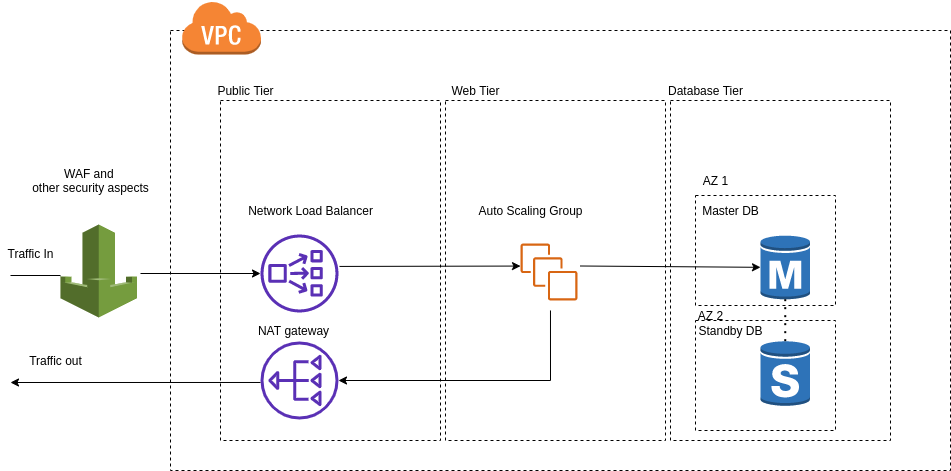 VPC
Public Tier
Web Tier
Database Tier
WAF and
other security aspects
AZ 1
Network Load Balancer
Auto Scaling Group
Master DB
Traffic In
M
AZ 2
NAT gateway
Standby DB
Traffic out
S